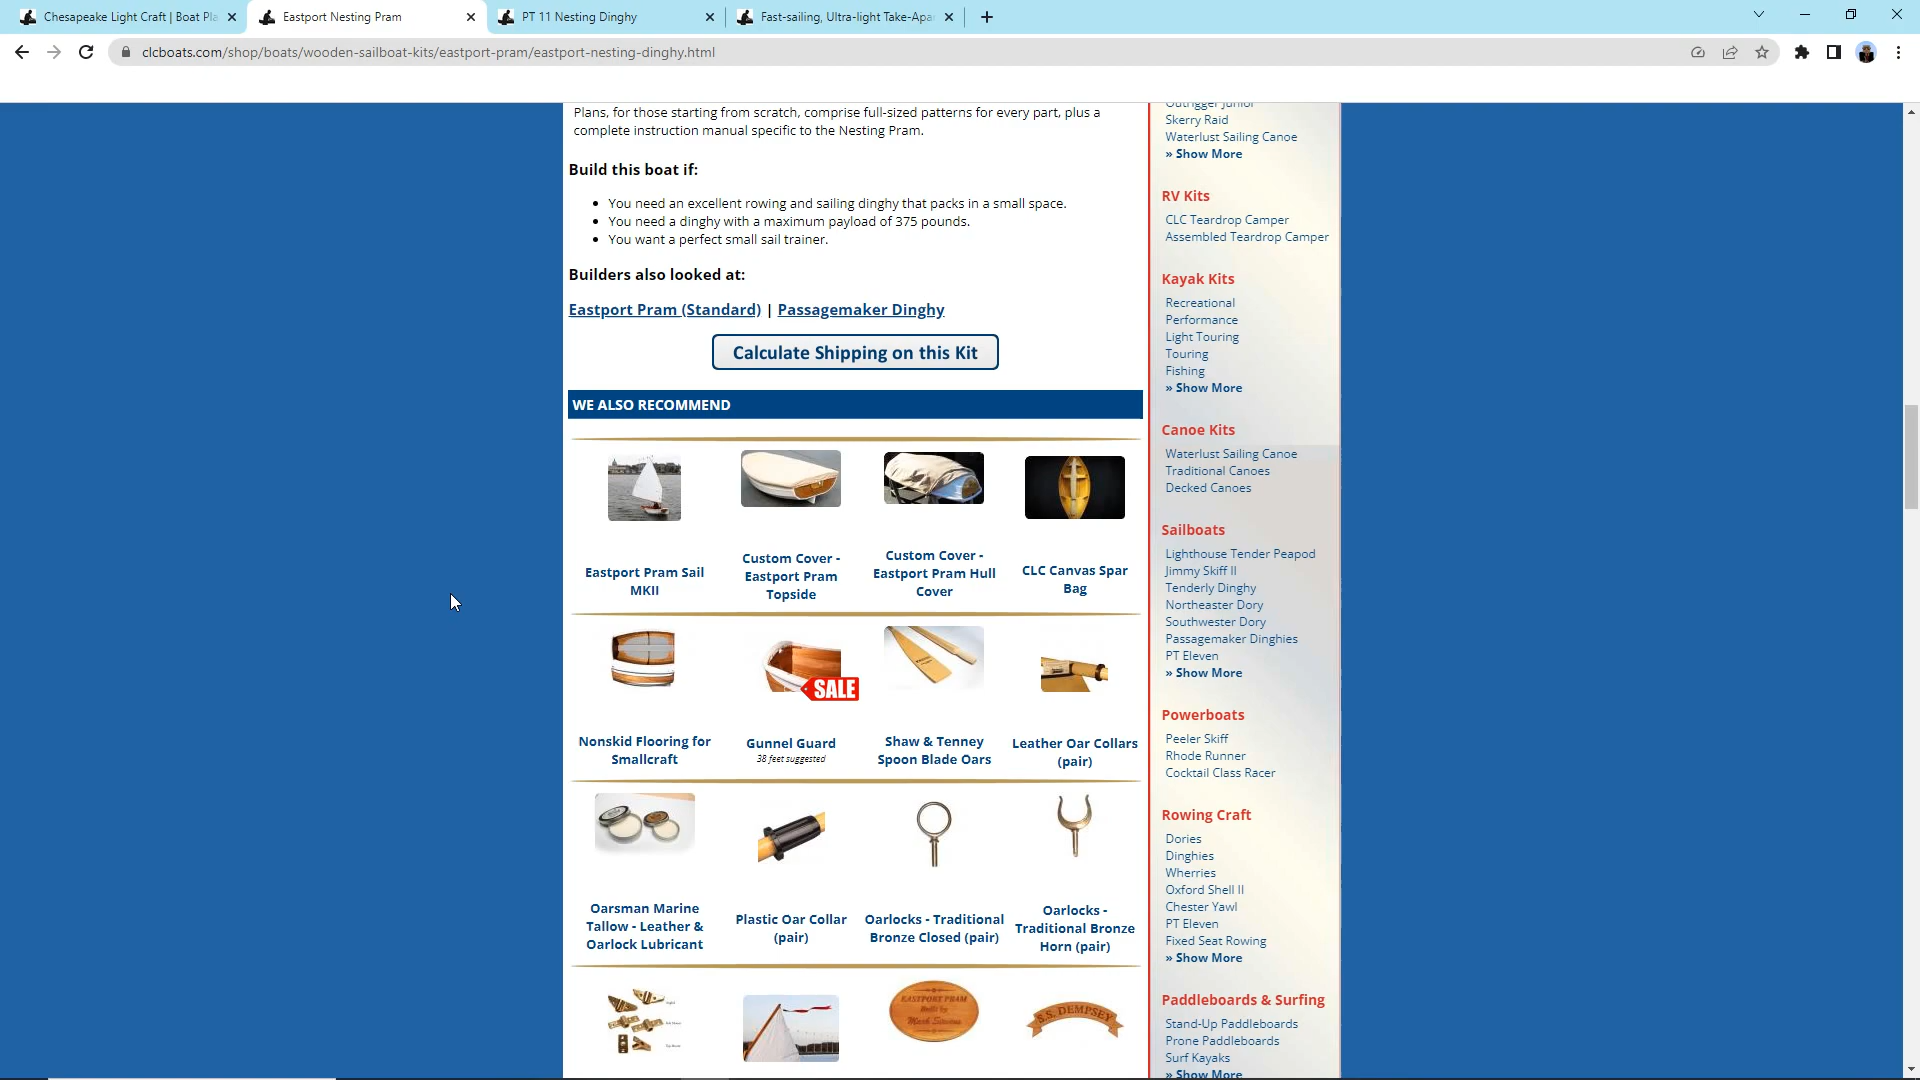 Chesapeake Light Craft | Boat Pla
Eastport Nesting Pram
PT 11 Nesting Dinghy
Fast-sailing, Ultra-light Take-Apa
clcboats.com/shop/boats/wooden-sailboat-kits/eastport-pram/eastport-nesting-dinghy.html
Plans, for those starting from scratch, comprise full-sized patterns for every part, plus a
complete instruction manual specific to the Nesting Pram.
Build this boat if:
You need an excellent rowing and sailing dinghy that packs in a small space.
You need a dinghy with a maximum payload of 375 pounds.
You want a perfect small sail trainer.
Builders also looked at:
Eastport Pram (Standard) | Passagemaker Dinghy
Calculate Shipping on this Kit
WE ALSO RECOMMEND
Eastport Pram Sail
MKII
Custom Cover -
Eastport Pram
Topside
Custom Cover -
Eastport Pram Hull
Cover
CLC Canvas Spar
Bag
SALE
Nonskid Flooring for
Smallcraft
Gunnel Guard
38 feet suggested
Shaw & Tenney
Spoon Blade Oars
Leather Oar Collars
(pair)
Oarsman Marine
Tallow - Leather &
Oarlock Lubricant
Plastic Oar Collar
(pair)
Oarlocks - Traditional
Bronze Closed (pair)
Oarlocks -
Traditional Bronze
Horn (pair)
EASTPORT PRAM
Built by
S.S. DEMPSEY
Outrigger Junior
Skerry Raid
Waterlust Sailing Canoe
» Show More
RV Kits
CLC Teardrop Camper
Assembled Teardrop Camper
Kayak Kits
Recreational
Performance
Light Touring
Touring
Fishing
» Show More
Canoe Kits
Waterlust Sailing Canoe
Traditional Canoes
Decked Canoes
Sailboats
Lighthouse Tender Peapod
Jimmy Skiff II
Tenderly Dinghy
Northeaster Dory
Southwester Dory
Passagemaker Dinghies
PT Eleven
» Show More
Powerboats
Peeler Skiff
Rhode Runner
Cocktail Class Racer
Rowing Craft
Dories
Dinghies
Wherries
Oxford Shell II
Chester Yawl
PT Eleven
Fixed Seat Rowing
» Show More
Paddleboards & Surfing
Stand-Up Paddleboards
Prone Paddleboards
Surf Kayaks
» Show More